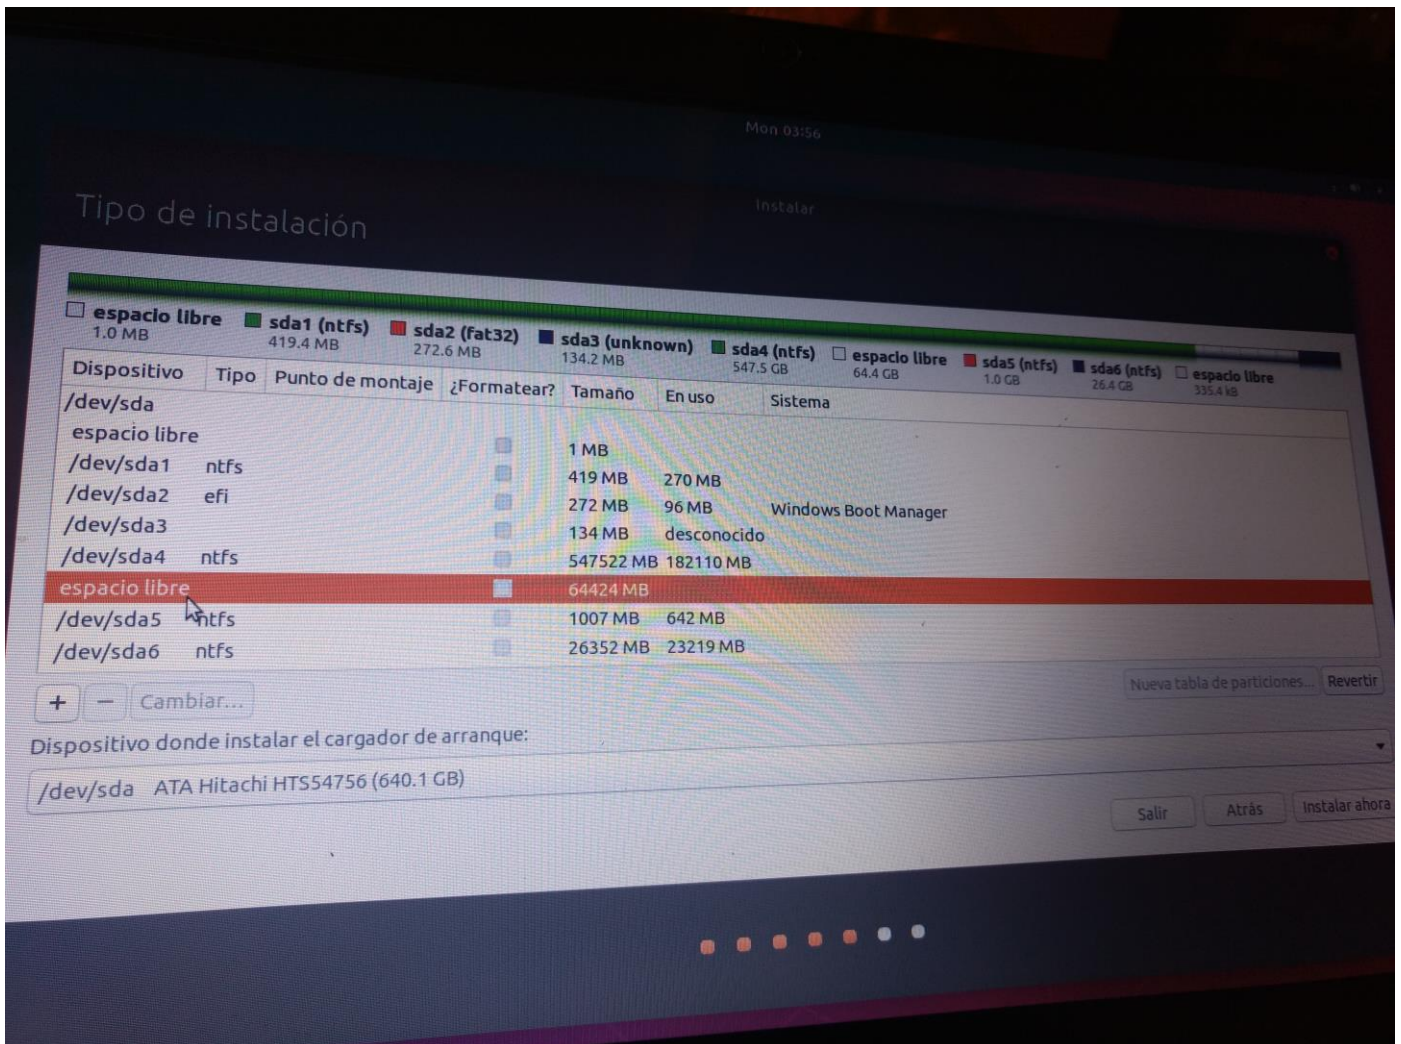 Mon 03:56
Instalar
Tipo de instalación
espacio libre sda1 (ntfs) sda2 (fat32) sda3 (unknown) sda4 (ntfs) espacio libre sda5 (ntfs) sda6 (ntfs) espacio libre
1.0 MB 419.4 MB 272.6 MB 134.2 MB 547.5 GB 64.4 GB 1.0 GB 26.4 GB 335.4 kB
Dispositivo Tipo Punto de montaje ¿Formatear? Tamaño En uso Sistema
/dev/sda
espacio libre 1 MB
/dev/sda1 ntfs 419 MB 270 MB
/dev/sda2 efi 272 MB 96 MB Windows Boot Manager
/dev/sda3 134 MB desconocido
/dev/sda4 ntfs 547522 MB 182110 MB
espacio libre 64424 MB
/dev/sda5 ntfs 1007 MB 642 MB
/dev/sda6 ntfs 26352 MB 23219 MB
+ − Cambiar... Nueva tabla de particiones... Revertir
Dispositivo donde instalar el cargador de arranque:
/dev/sda ATA Hitachi HTS54756 (640.1 GB)
Salir Atrás Instalar ahora